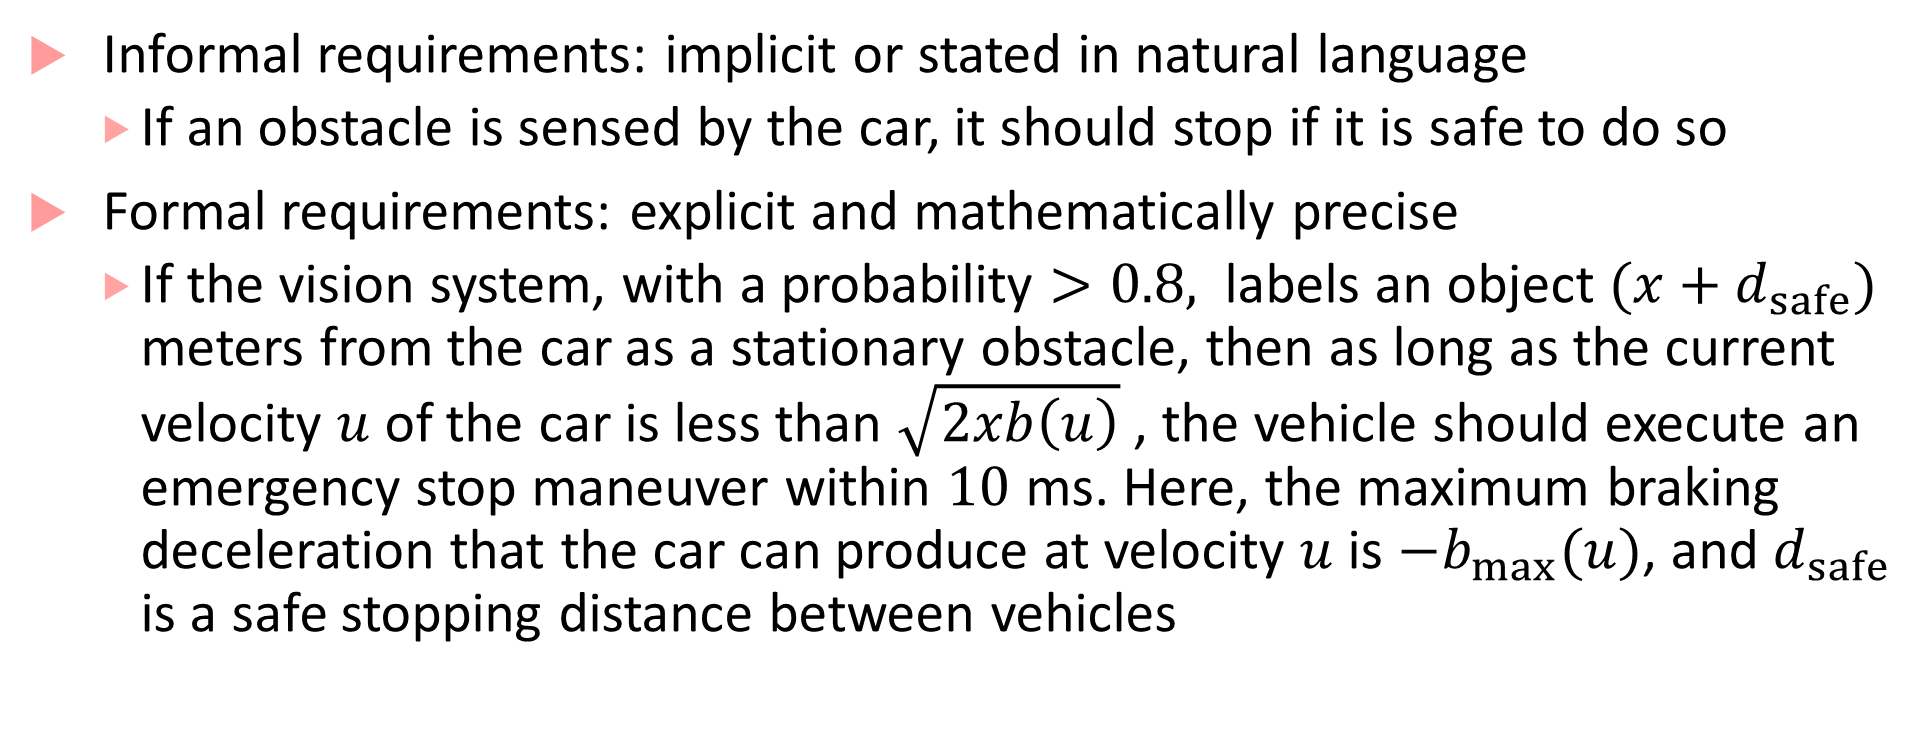 Informal requirements: implicit or stated in natural language
If an obstacle is sensed by the car, it should stop if it is safe to do so
Formal requirements: explicit and mathematically precise
If the vision system, with a probability > 0.8, labels an object (x + d_safe)
meters from the car as a stationary obstacle, then as long as the current
velocity u of the car is less than √(2xb(u)) , the vehicle should execute an
emergency stop maneuver within 10 ms. Here, the maximum braking
deceleration that the car can produce at velocity u is −b_max(u), and d_safe
is a safe stopping distance between vehicles